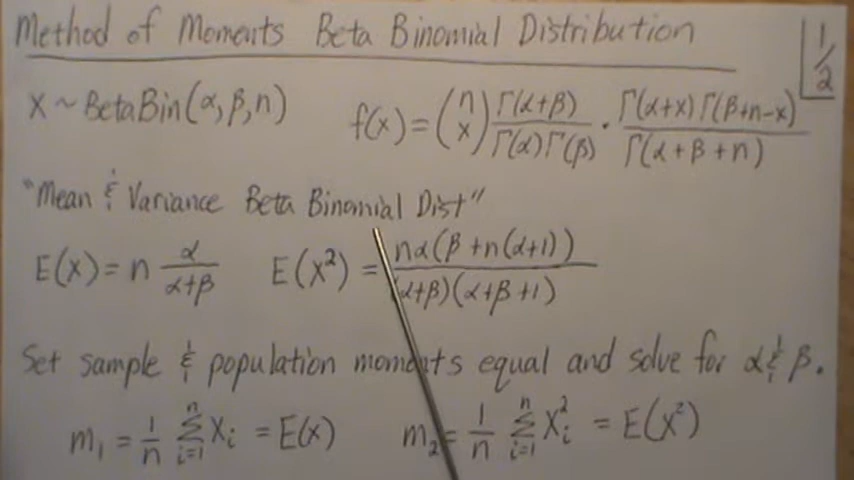 Method of Moments Beta Binomial Distribution
1/2
X ~ BetaBin(α, β, n) f(x) = (n x) Γ(α+β) / Γ(α)Γ(β) · Γ(α+x)Γ(β+n-x) / Γ(α+β+n)
"Mean & Variance Beta Binomial Dist"
E(x) = n α / α+β E(X²) = nα(β+n(α+1)) / (α+β)(α+β+1)
Set sample & population moments equal and solve for α & β.
m₁ = 1/n Σⁿᵢ₌₁ Xᵢ = E(X) m₂ = 1/n Σⁿᵢ₌₁ Xᵢ² = E(X²)